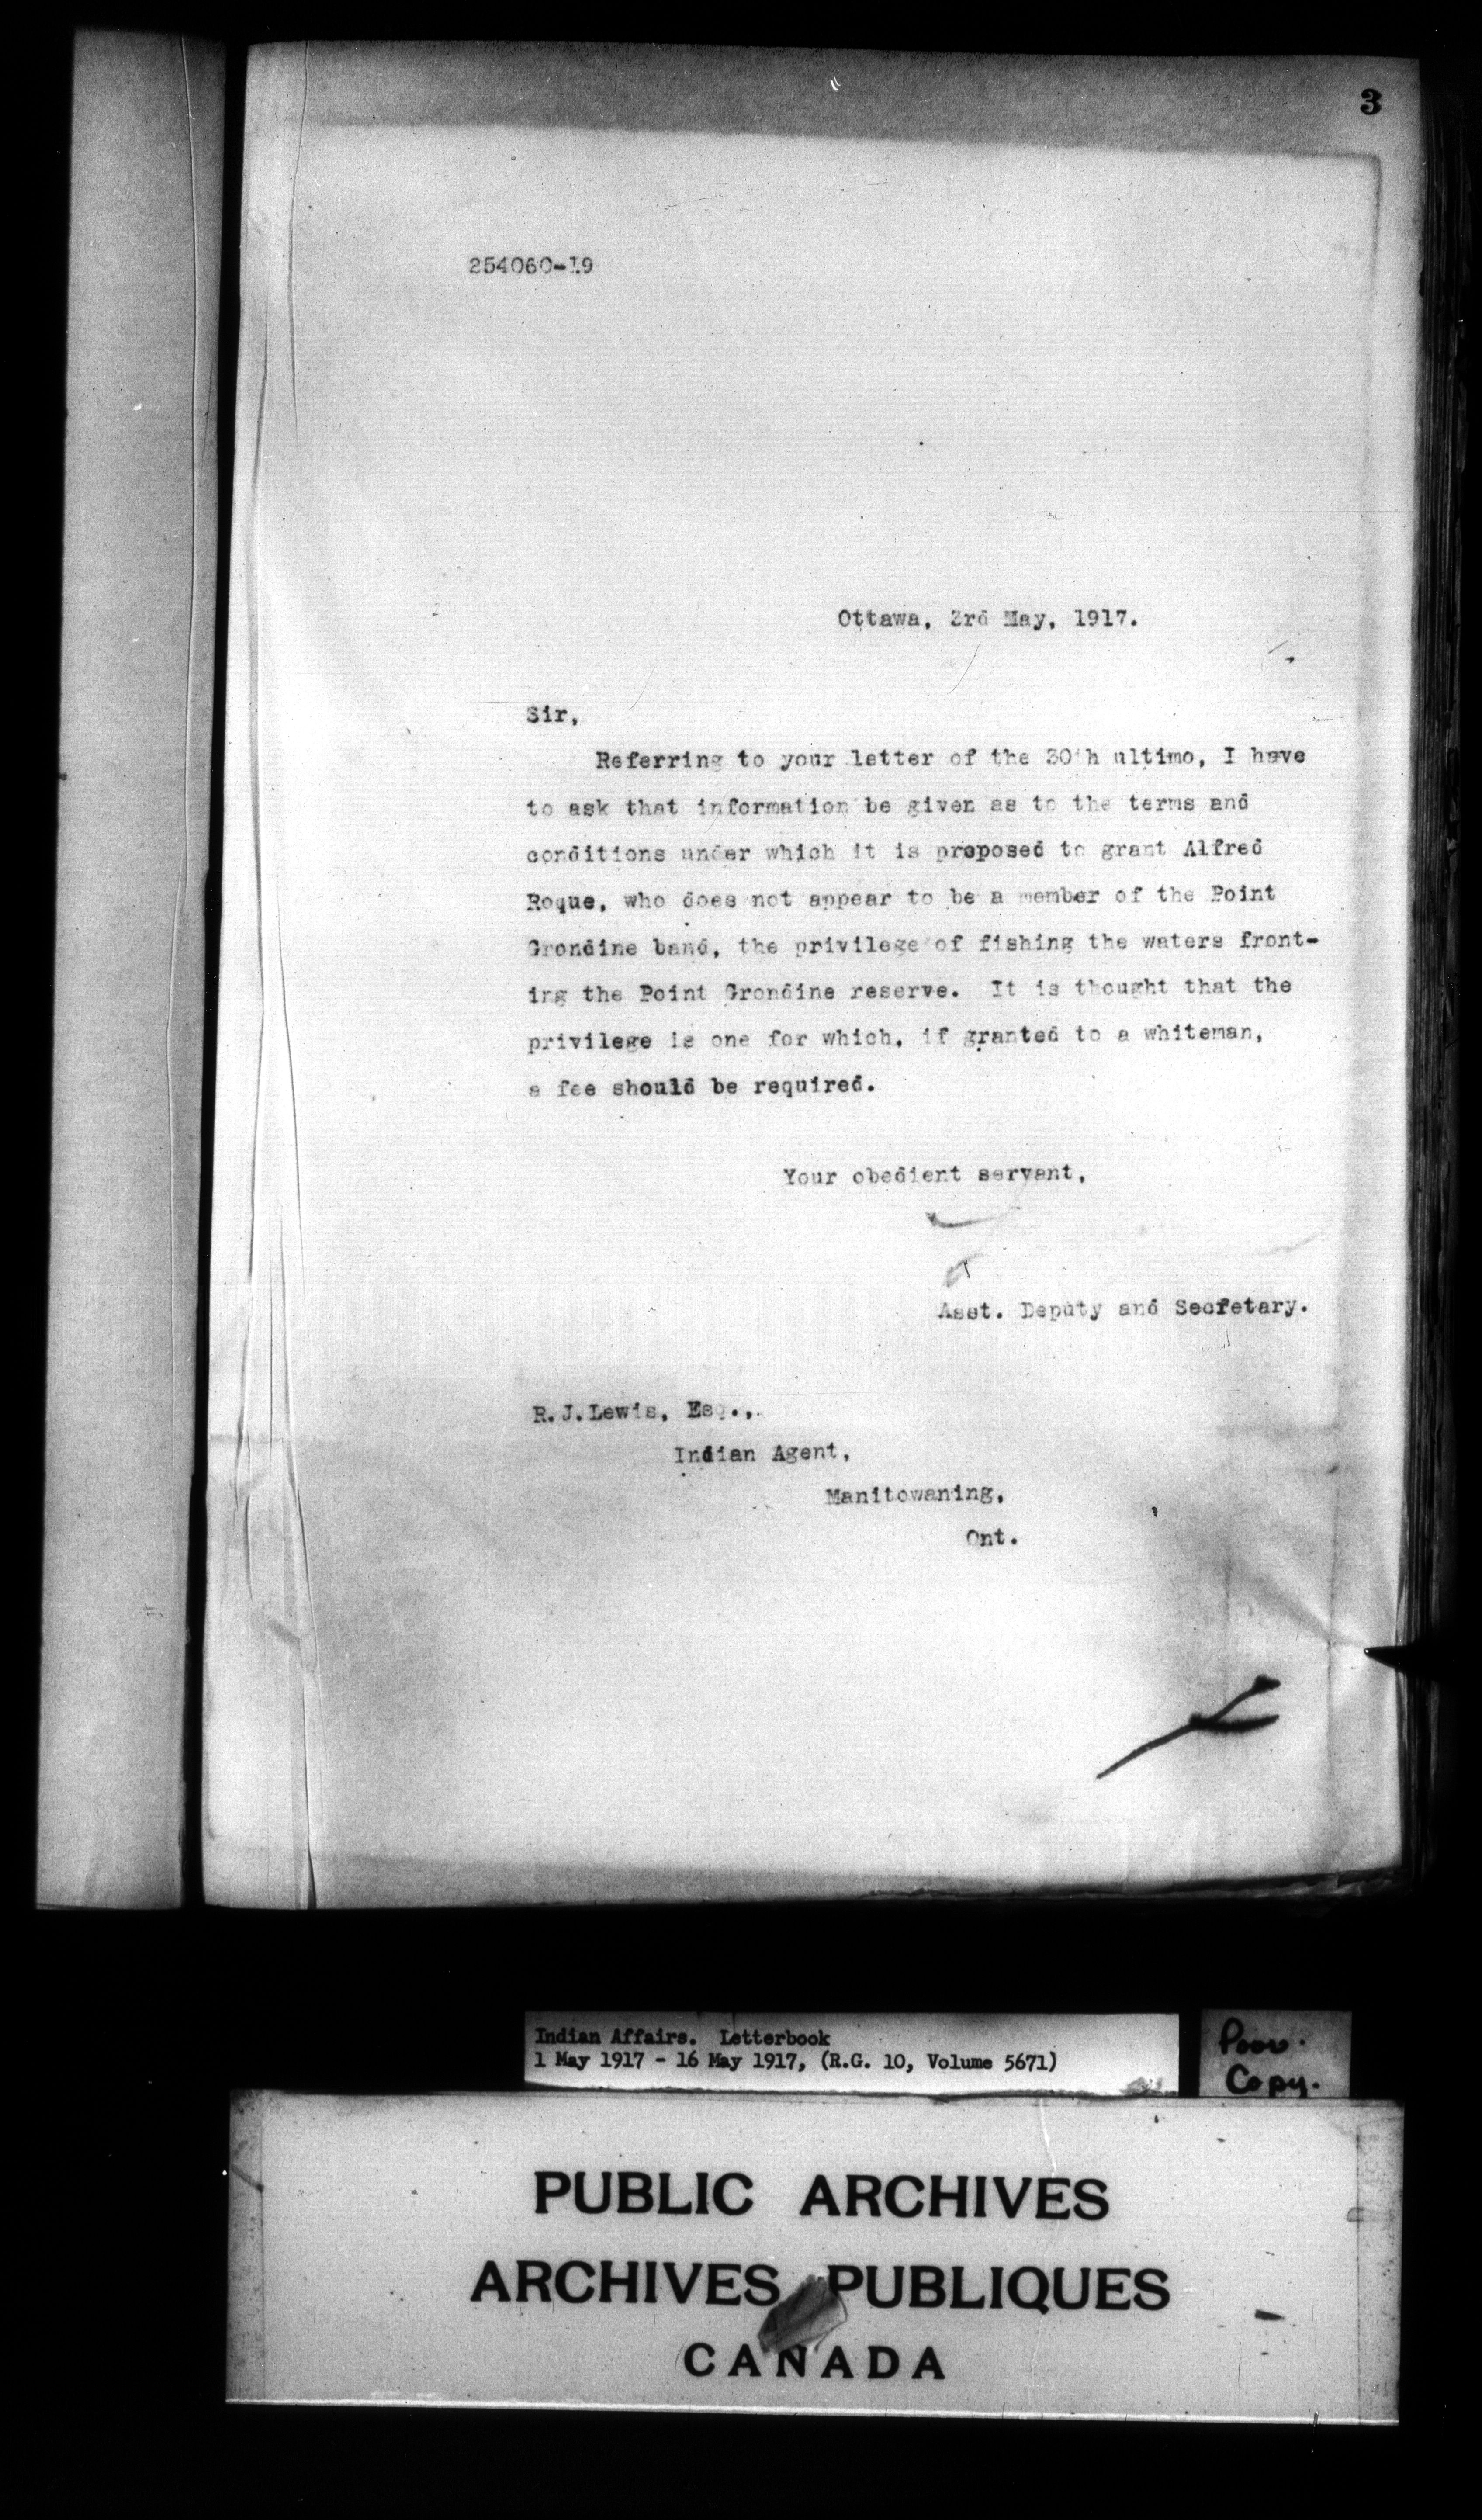 3
254060-19
Ottawa, 3rd May, 1917.
Sir,
Referring to your letter of the 30th ultimo, I have
to ask that information be given as to the terms and
conditions under which it is proposed to grant Alfred
Roque, who does not appear to be a member of the Point
Grondine band, the privilege of fishing the waters front-
ing the Point Grondine reserve. It is thought that the
privilege is one for which, if granted to a whiteman,
a fee should be required.
Your obedient servant,
Asst. Deputy and Secretary.
R.J.Lewis, Esq.,
Indian Agent,
Manitowaning,
Ont.
Indian Affairs. Letterbook
1 May 1917 - 16 May 1917, (R.G. 10, Volume 5671)
Poor.
Copy.
PUBLIC ARCHIVES
ARCHIVES PUBLIQUES
CANADA